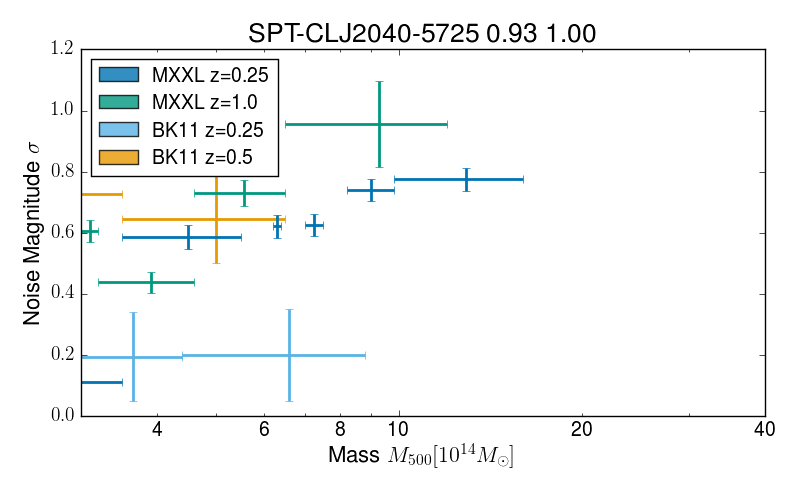 SPT-CLJ2040-5725 0.93 1.00
1.2
1.0
0.8
0.6
0.4
0.2
0.0
Noise Magnitude σ
MXXL z=0.25
MXXL z=1.0
BK11 z=0.25
BK11 z=0.5
4 6 8 10 20 40
Mass M₅₀₀[10¹⁴M☉]